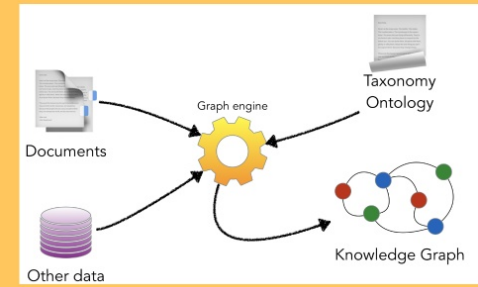 Graph engine
Taxonomy
Ontology
Documents
Knowledge Graph
Other data